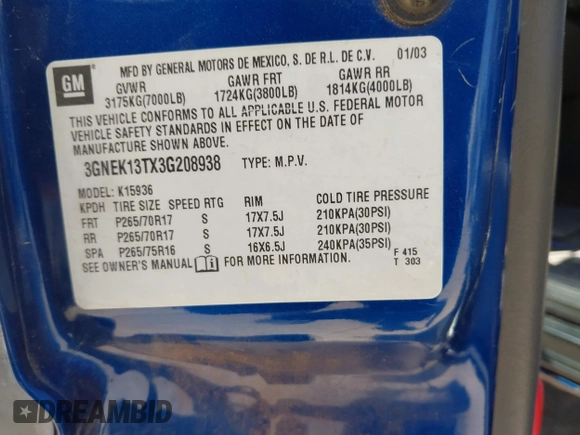 GM
MFD BY GENERAL MOTORS DE MEXICO, S. DE R.L. DE C.V. 01/03
GVWR GAWR FRT GAWR RR
3175KG(7000LB) 1724KG(3800LB) 1814KG(4000LB)
THIS VEHICLE CONFORMS TO ALL APPLICABLE U.S. FEDERAL MOTOR
VEHICLE SAFETY STANDARDS IN EFFECT ON THE DATE OF
MANUFACTURE SHOWN ABOVE.
3GNEK13TX3G208938 TYPE: M.P.V.
MODEL: K15936
KPDH TIRE SIZE SPEED RTG RIM COLD TIRE PRESSURE
FRT P265/70R17 S 17X7.5J 210KPA(30PSI)
RR P265/70R17 S 17X7.5J 210KPA(30PSI)
SPA P265/75R16 S 16X6.5J 240KPA(35PSI)
SEE OWNER'S MANUAL FOR MORE INFORMATION.
F 415
T 303
DREAMBID